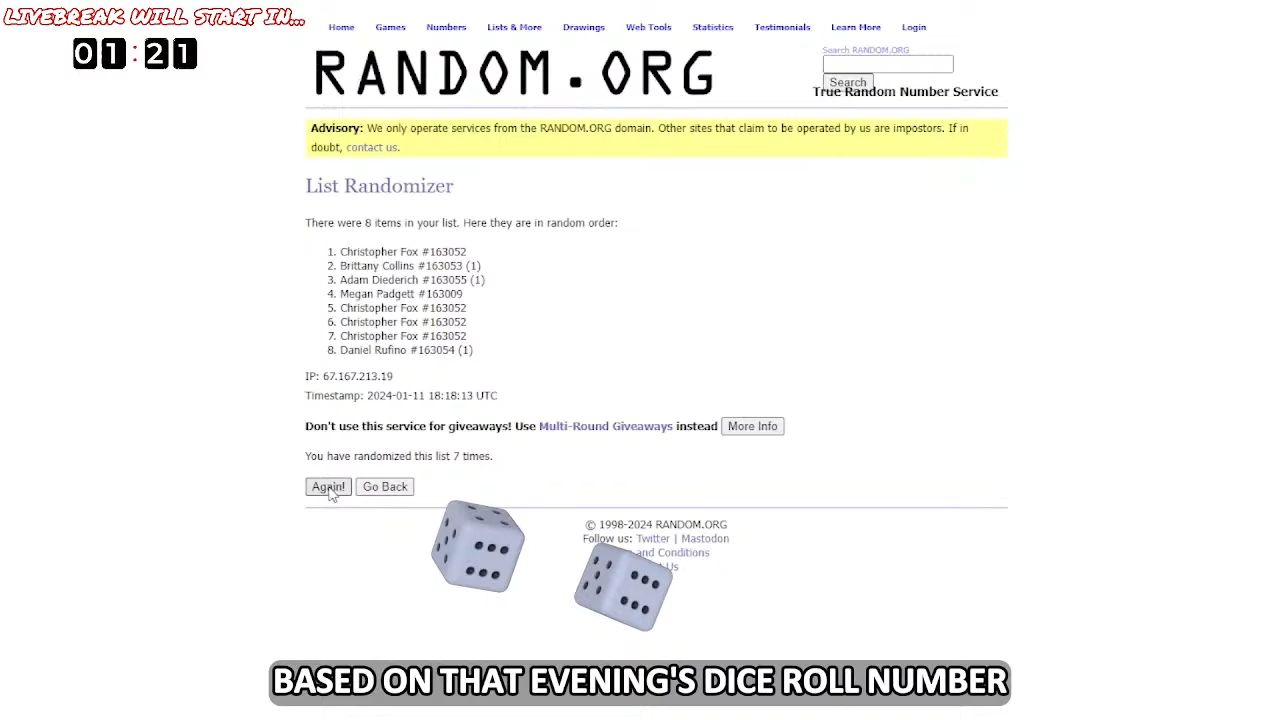 LIVEBREAK WILL START IN...
01:21
Home Games Numbers Lists & More Drawings Web Tools Statistics Testimonials Learn More Login
RANDOM.ORG
Search RANDOM.ORG
Search
True Random Number Service
Advisory: We only operate services from the RANDOM.ORG domain. Other sites that claim to be operated by us are impostors. If in
doubt, contact us.
List Randomizer
There were 8 items in your list. Here they are in random order:
1. Christopher Fox #163052
2. Brittany Collins #163053 (1)
3. Adam Diederich #163055 (1)
4. Megan Padgett #163009
5. Christopher Fox #163052
6. Christopher Fox #163052
7. Christopher Fox #163052
8. Daniel Rufino #163054 (1)
IP: 67.167.213.19
Timestamp: 2024-01-11 18:18:13 UTC
Don't use this service for giveaways! Use Multi-Round Giveaways instead More Info
You have randomized this list 7 times.
Again! Go Back
© 1998-2024 RANDOM.ORG
Follow us: Twitter | Mastodon
and Conditions
Us
BASED ON THAT EVENING'S DICE ROLL NUMBER